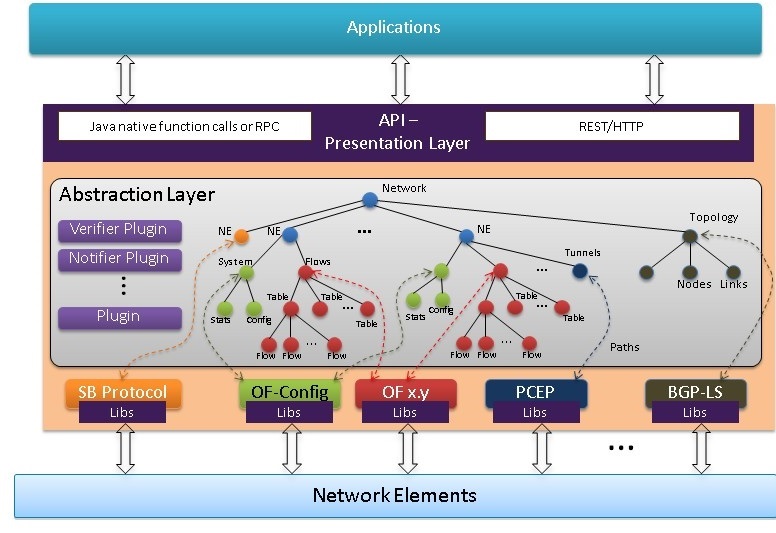 Applications
Java native function calls or RPC
API –
Presentation Layer
REST/HTTP
Abstraction Layer
Network
Verifier Plugin
Notifier Plugin
⋮
Plugin
NE
NE
...
NE
Topology
System
Flows
Tunnels
...
Nodes
Links
Table
Table
...
Table
Stats
Config
Stats
Config
Table
...
Table
Flow
Flow
...
Flow
Flow
Flow
...
Flow
Paths
SB Protocol
Libs
OF-Config
Libs
OF x.y
Libs
PCEP
Libs
BGP-LS
Libs
...
Network Elements